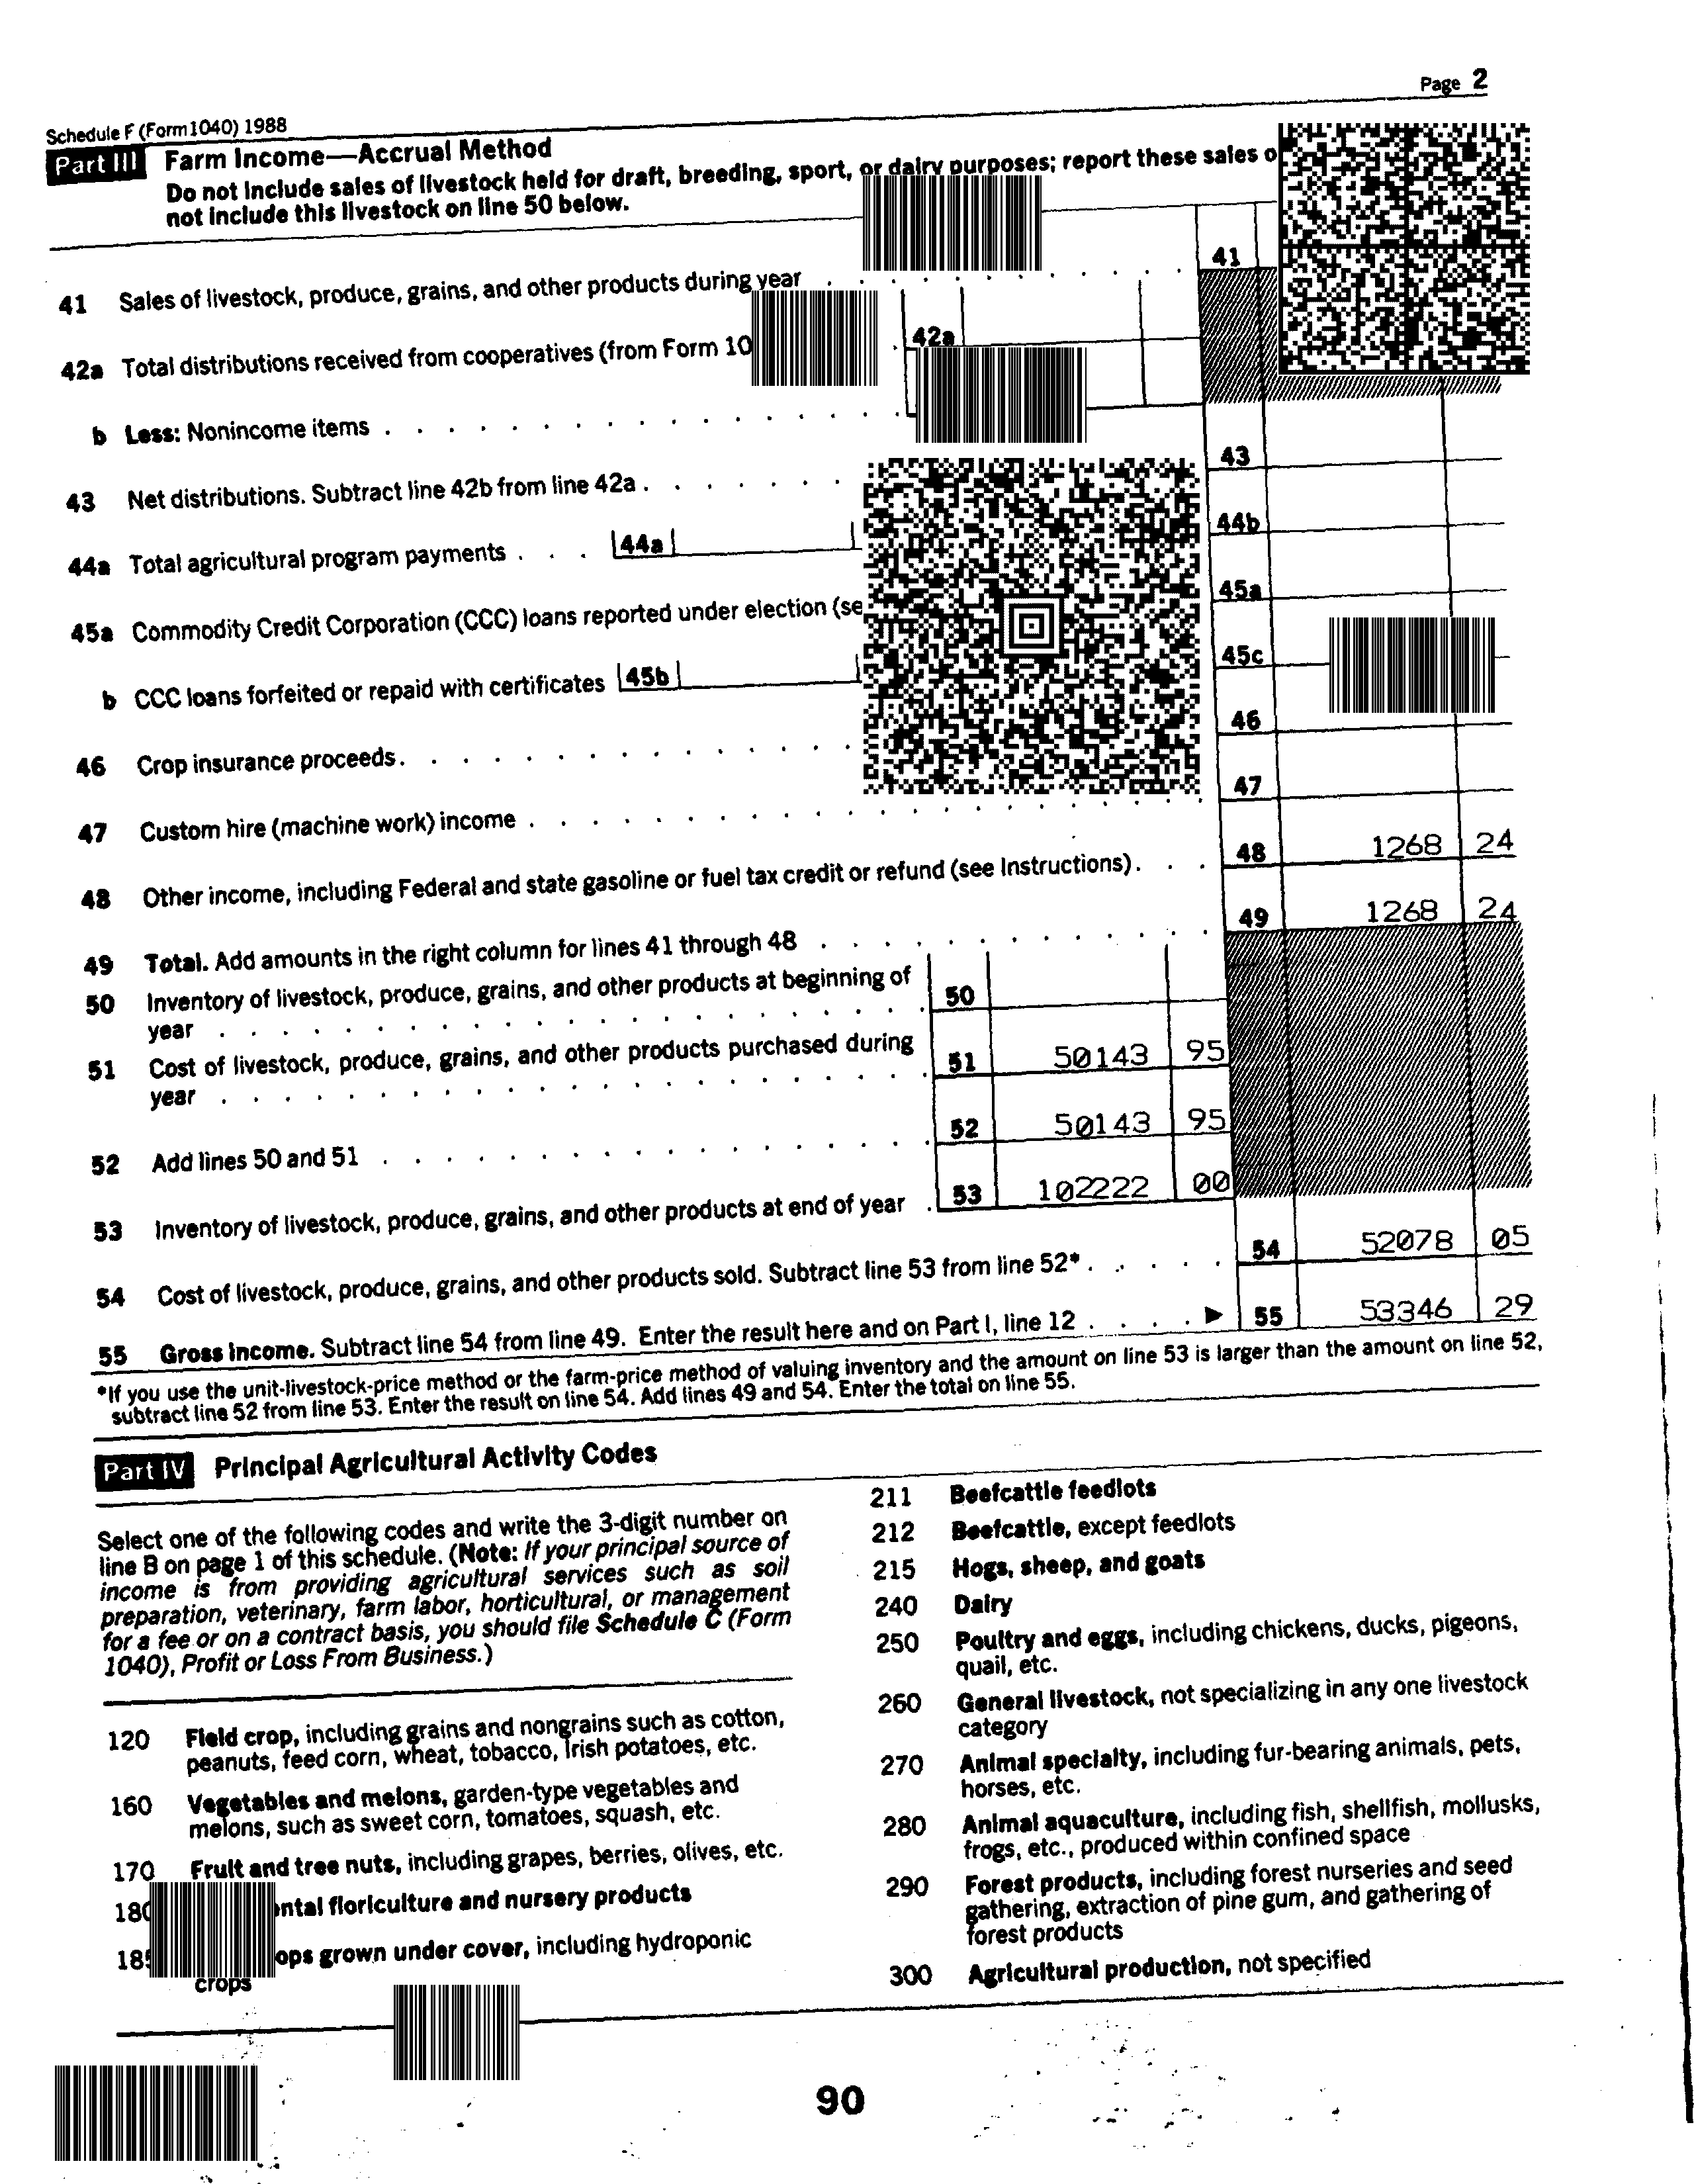 Page 2
Schedule F (Form 1040) 1988
Part III Farm Income—Accrual Method
Do not include sales of livestock held for draft, breeding, sport, or dairy purposes; report these sales
not include this livestock on line 50 below.
41 Sales of livestock, produce, grains, and other products during year . . . . . . . . . . 41
42a Total distributions received from cooperatives (from Form . 42a
b Less: Nonincome items . . . . . . . . . . . . . . . . .
43 Net distributions. Subtract line 42b from line 42a . . . . . . . 43
44a Total agricultural program payments . . . 44a 44b
45a Commodity Credit Corporation (CCC) loans reported under election 45a
b CCC loans forfeited or repaid with certificates 45b 45c
46 Crop insurance proceeds . . . . . . . . . . . . . . . 46
47 Custom hire (machine work) income . . . . . . . . . . . . . . . . . . . . . . 47
48 Other income, including Federal and state gasoline or fuel tax credit or refund (see Instructions) . . . 48 1268 24
49 Total. Add amounts in the right column for lines 41 through 48 . . . . . . . . . . . . . 49 1268 24
50 Inventory of livestock, produce, grains, and other products at beginning of
year . . . . . . . . . . . . . . . . . . . . . . . 50
51 Cost of livestock, produce, grains, and other products purchased during
year . . . . . . . . . . . . . . . . . . . . . . . 51 50143 95
52 Add lines 50 and 51 . . . . . . . . . . . . . . . . . . 52 50143 95
53 Inventory of livestock, produce, grains, and other products at end of year . 53 102222 00
54 Cost of livestock, produce, grains, and other products sold. Subtract line 53 from line 52* . . . . . 54 52078 05
55 Gross Income. Subtract line 54 from line 49. Enter the result here and on Part I, line 12 . . . . ▶ 55 53346 29
*If you use the unit-livestock-price method or the farm-price method of valuing inventory and the amount on line 53 is larger than the amount on line 52,
subtract line 52 from line 53. Enter the result on line 54. Add lines 49 and 54. Enter the total on line 55.
Part IV Principal Agricultural Activity Codes
Select one of the following codes and write the 3-digit number on
line B on page 1 of this schedule. (Note: If your principal source of
income is from providing agricultural services such as soil
preparation, veterinary, farm labor, horticultural, or management
for a fee or on a contract basis, you should file Schedule C (Form
1040), Profit or Loss From Business.)
120 Field crop, including grains and nongrains such as cotton,
peanuts, feed corn, wheat, tobacco, Irish potatoes, etc.
160 Vegetables and melons, garden-type vegetables and
melons, such as sweet corn, tomatoes, squash, etc.
170 Fruit and tree nuts, including grapes, berries, olives, etc.
floriculture and nursery products
grown under cover, including hydroponic
crops
211 Beefcattle feedlots
212 Beefcattle, except feedlots
215 Hogs, sheep, and goats
240 Dairy
250 Poultry and eggs, including chickens, ducks, pigeons,
quail, etc.
260 General livestock, not specializing in any one livestock
category
270 Animal specialty, including fur-bearing animals, pets,
horses, etc.
280 Animal aquaculture, including fish, shellfish, mollusks,
frogs, etc., produced within confined space
290 Forest products, including forest nurseries and seed
gathering, extraction of pine gum, and gathering of
forest products
300 Agricultural production, not specified
90